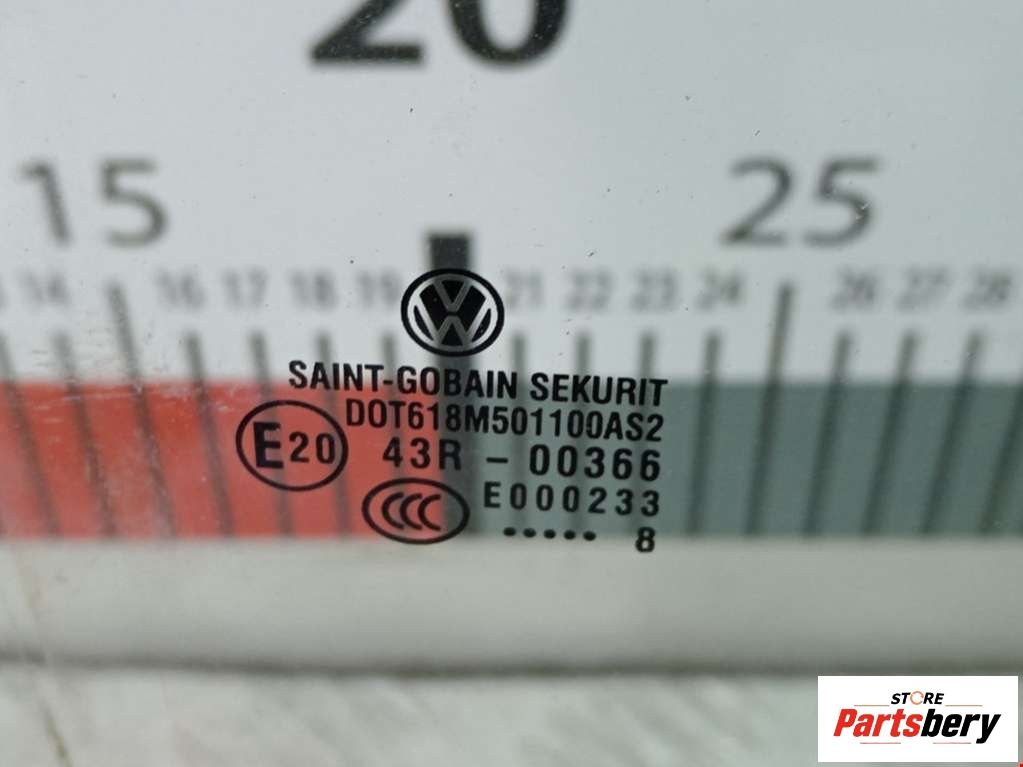 20
15 25
14 16 17 18 19 21 22 23 24 26 27 28
SAINT-GOBAIN SEKURIT
DOT618M501100AS2
E20 43R - 00366
CCC E000233
..... 8
STORE
Partsbery